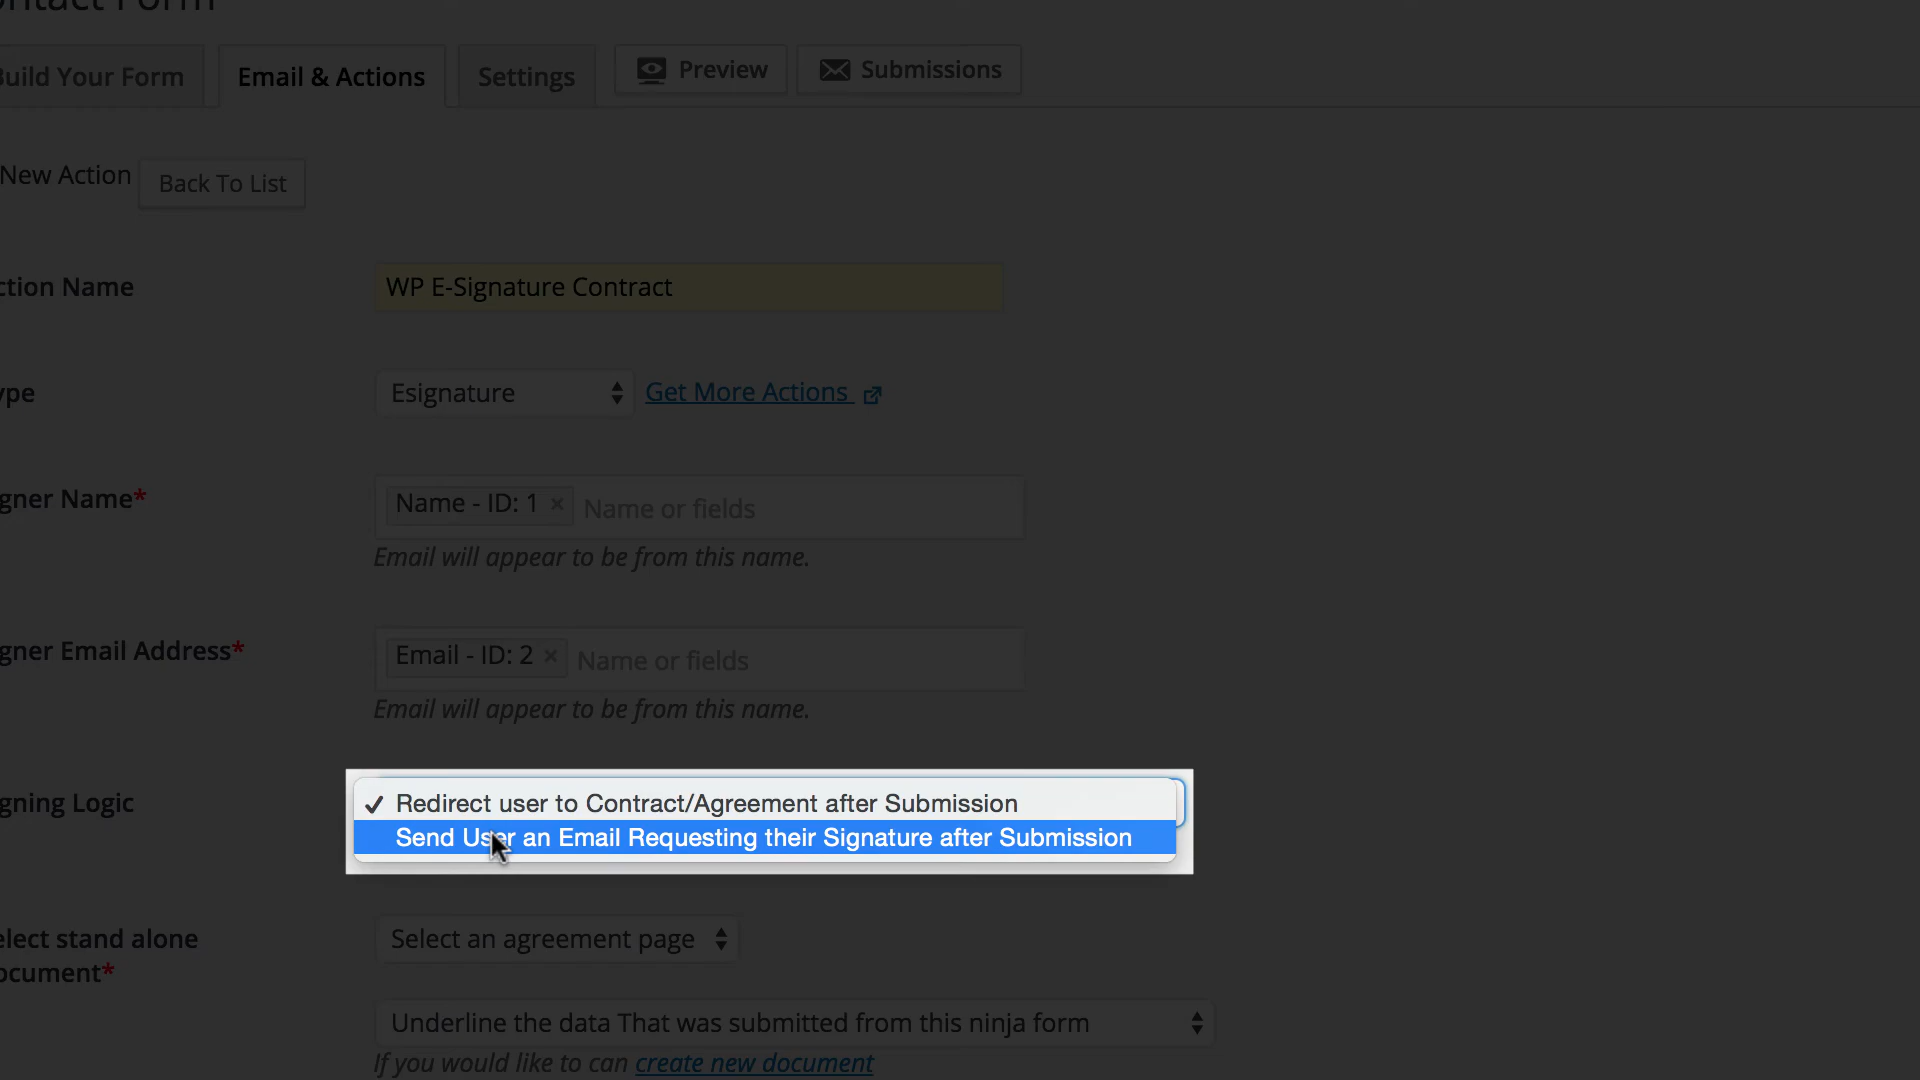 ontact Form
Build Your Form
Email & Actions
Settings
Preview
Submissions
New Action
Back To List
ction Name
WP E-Signature Contract
ype
Esignature
Get More Actions
gner Name*
Name - ID: 1 ×
Name or fields
Email will appear to be from this name.
gner Email Address*
Email - ID: 2 ×
Name or fields
Email will appear to be from this name.
gning Logic
✓ Redirect user to Contract/Agreement after Submission
Send User an Email Requesting their Signature after Submission
elect stand alone
ocument*
Select an agreement page
Underline the data That was submitted from this ninja form
If you would like to can create new document